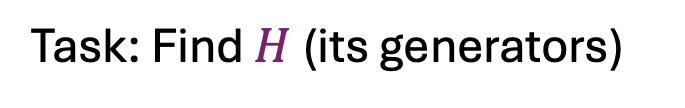 Task: Find H (its generators)